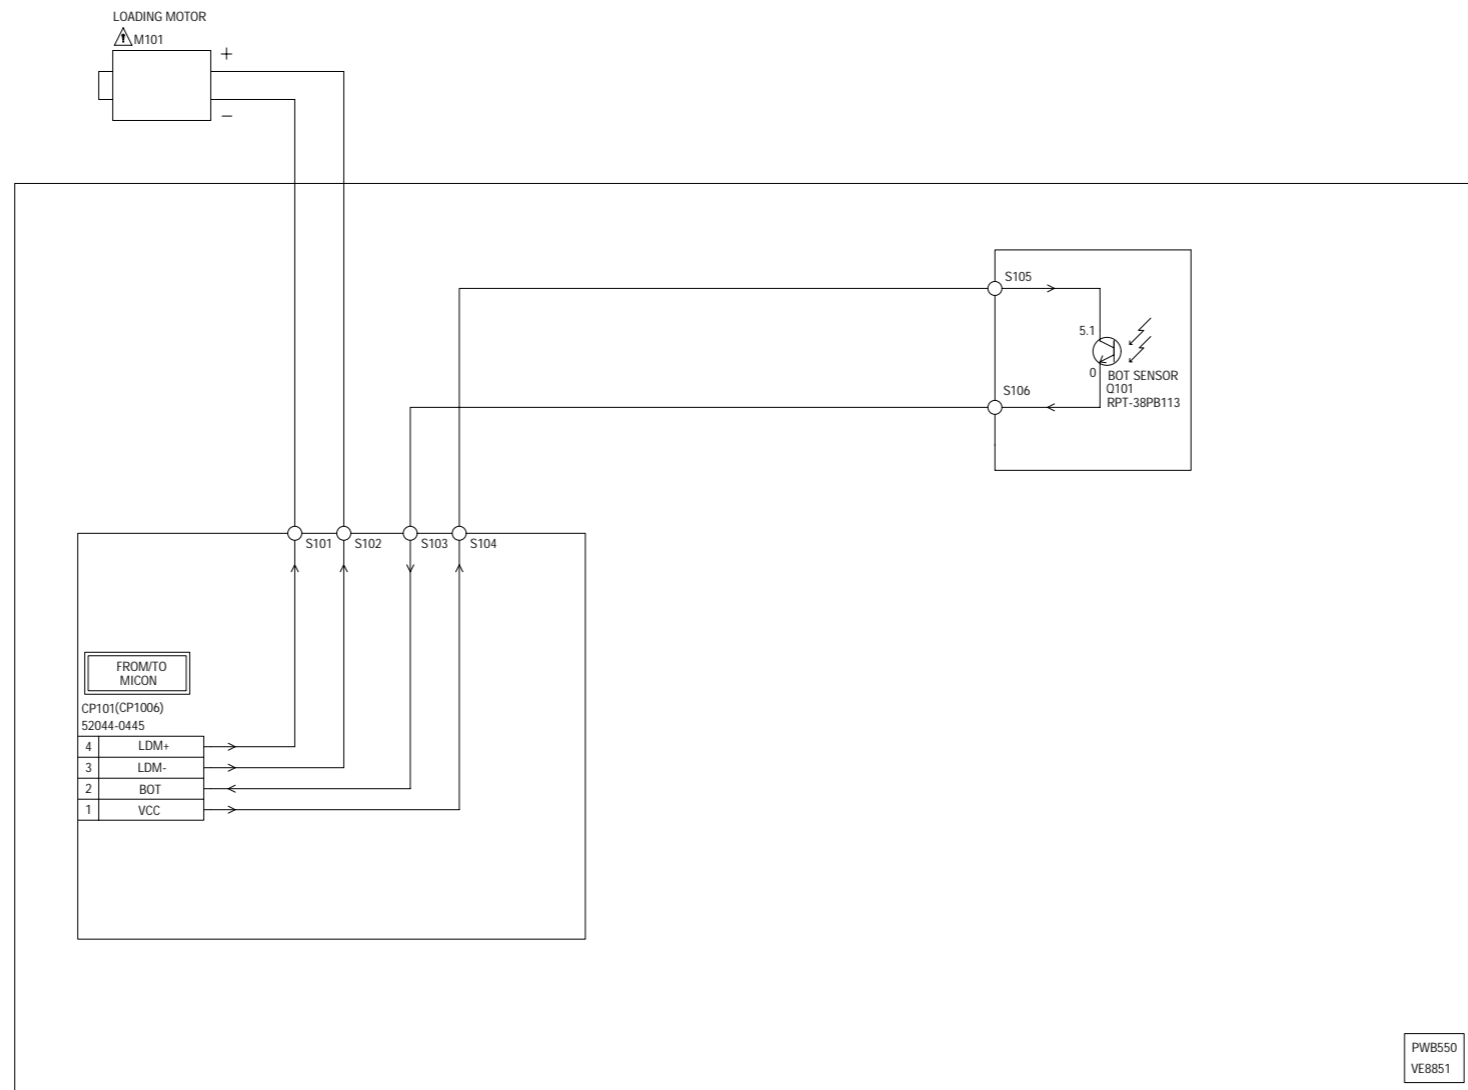 LOADING MOTOR
M101
+
−
S105
5.1
0
BOT SENSOR
Q101
RPT-38PB113
S106
S101
S102
S103
S104
FROM/TO
MICON
CP101(CP1006)
52044-0445
4 LDM+
3 LDM-
2 BOT
1 VCC
PWB550
VE8851